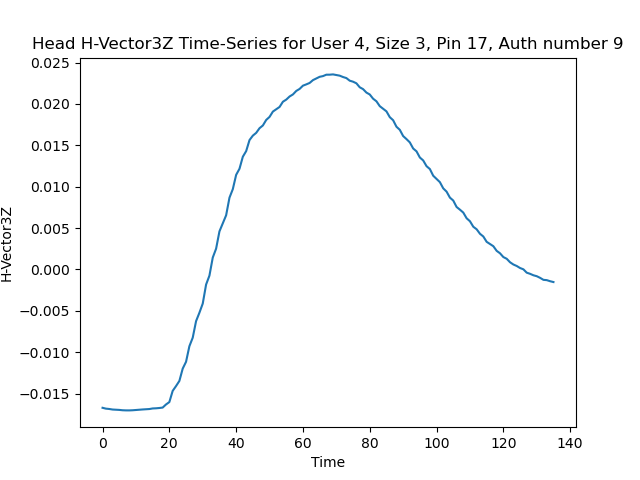 Head H-Vector3Z Time-Series for User 4, Size 3, Pin 17, Auth number 9
0.025
0.020
0.015
0.010
0.005
0.000
−0.005
−0.010
−0.015
H-Vector3Z
0 20 40 60 80 100 120 140
Time